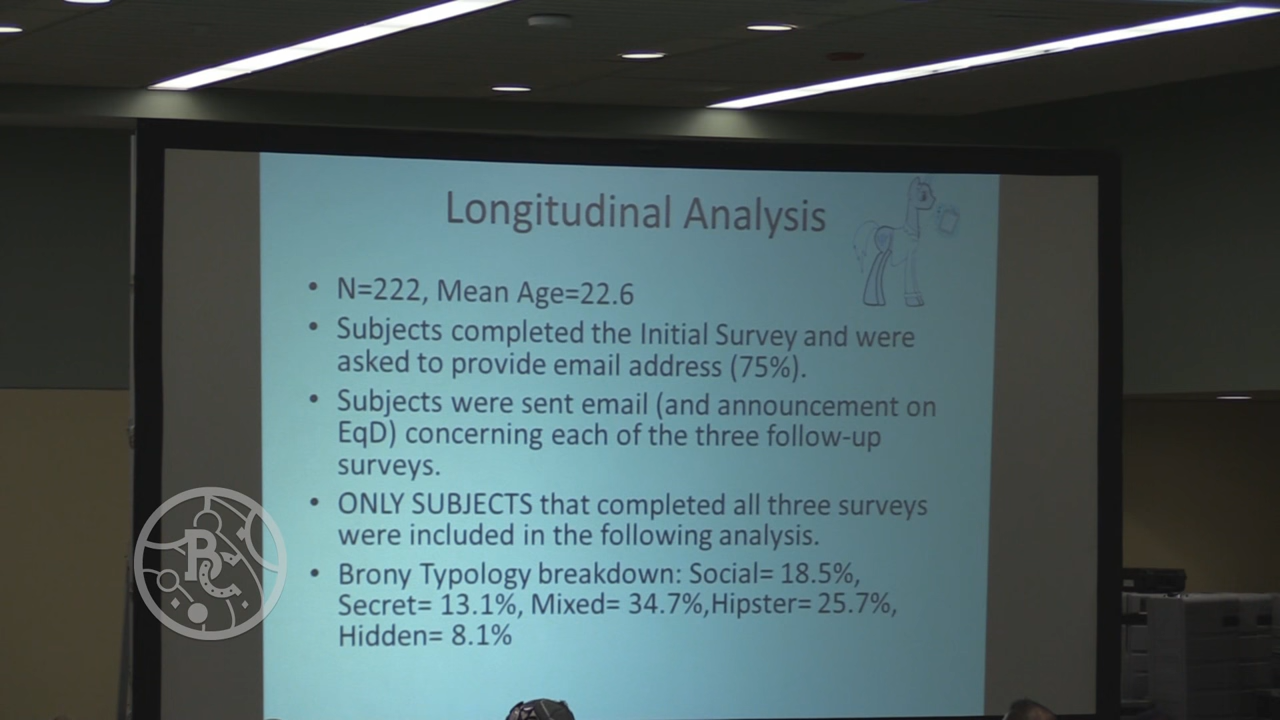 Longitudinal Analysis
• N=222, Mean Age=22.6
• Subjects completed the Initial Survey and were
asked to provide email address (75%).
• Subjects were sent email (and announcement on
EqD) concerning each of the three follow-up
surveys.
• ONLY SUBJECTS that completed all three surveys
were included in the following analysis.
• Brony Typology breakdown: Social= 18.5%,
Secret= 13.1%, Mixed= 34.7%,Hipster= 25.7%,
Hidden= 8.1%
BC